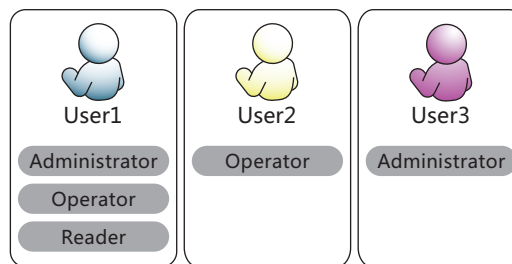 User1
Administrator
Operator
Reader
User2
Operator
User3
Administrator